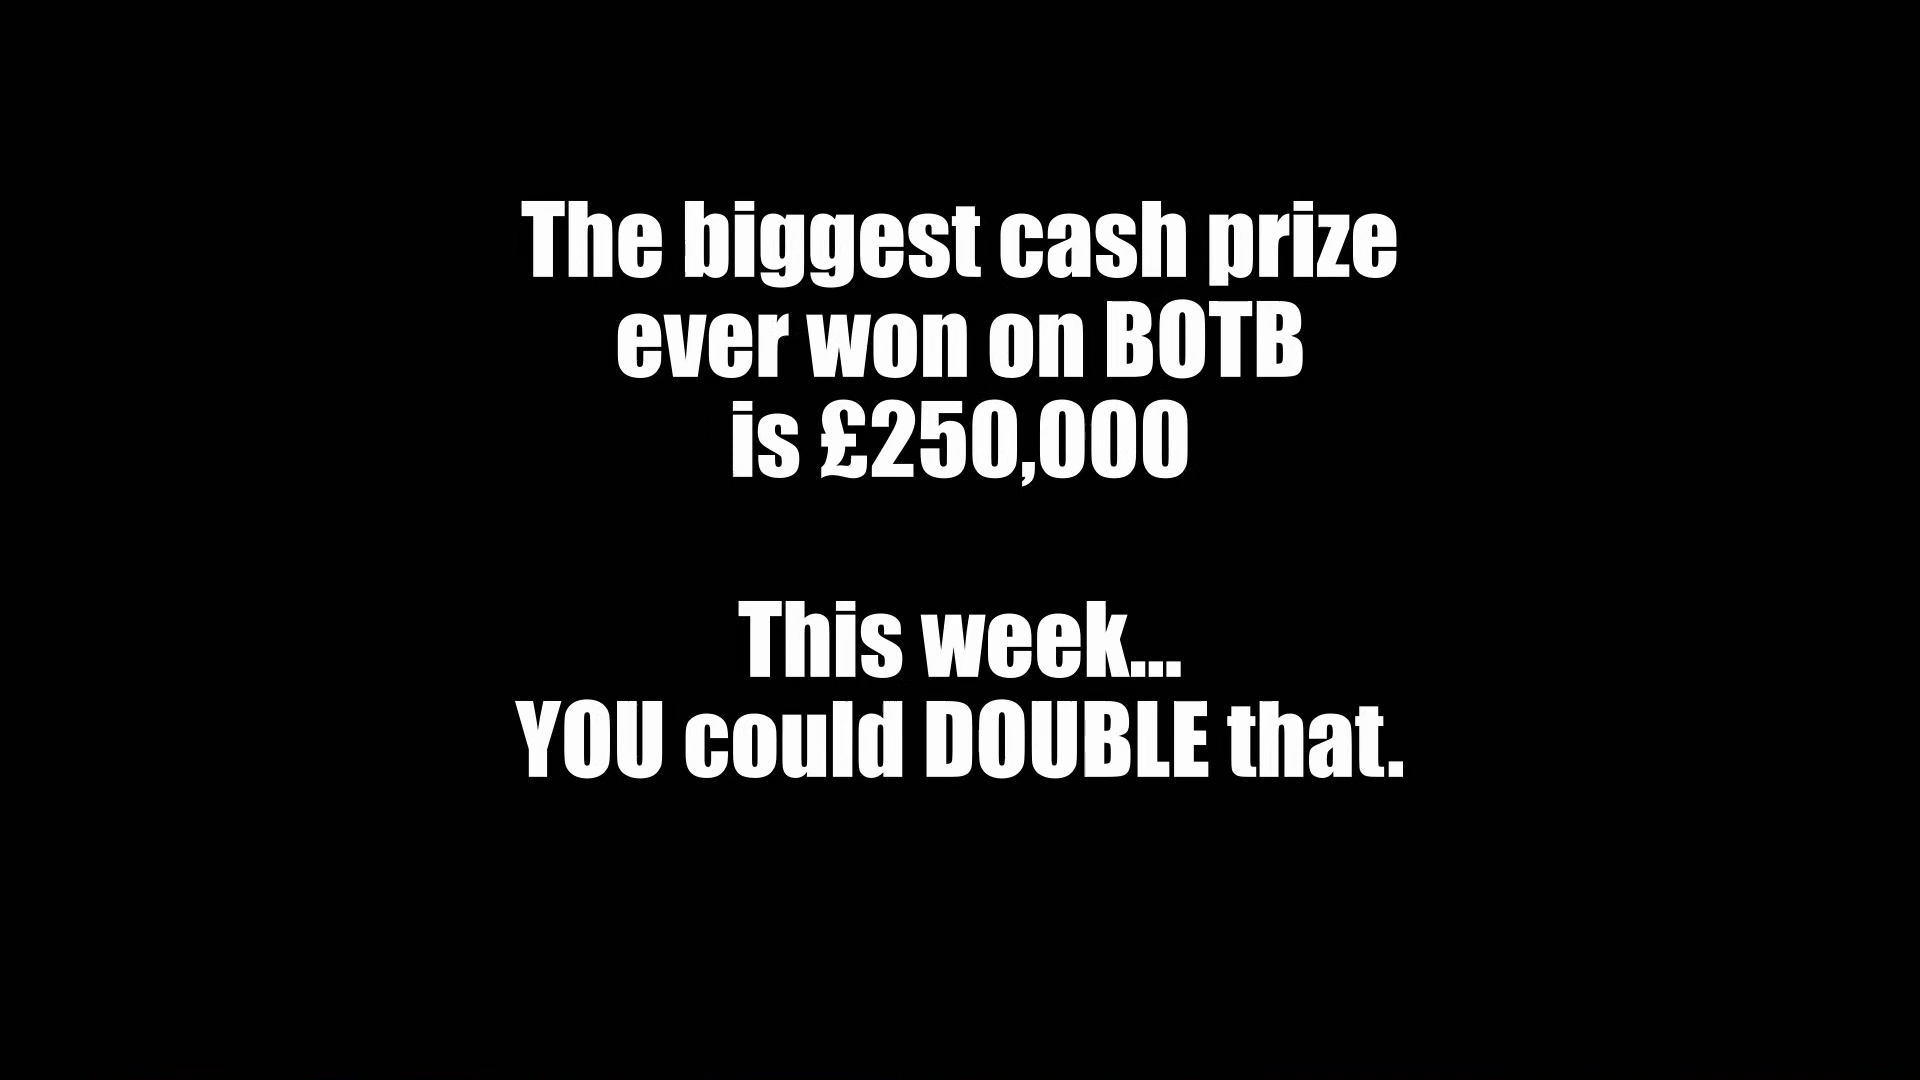 The biggest cash prize
ever won on BOTB
is £250,000
This week...
YOU could DOUBLE that.